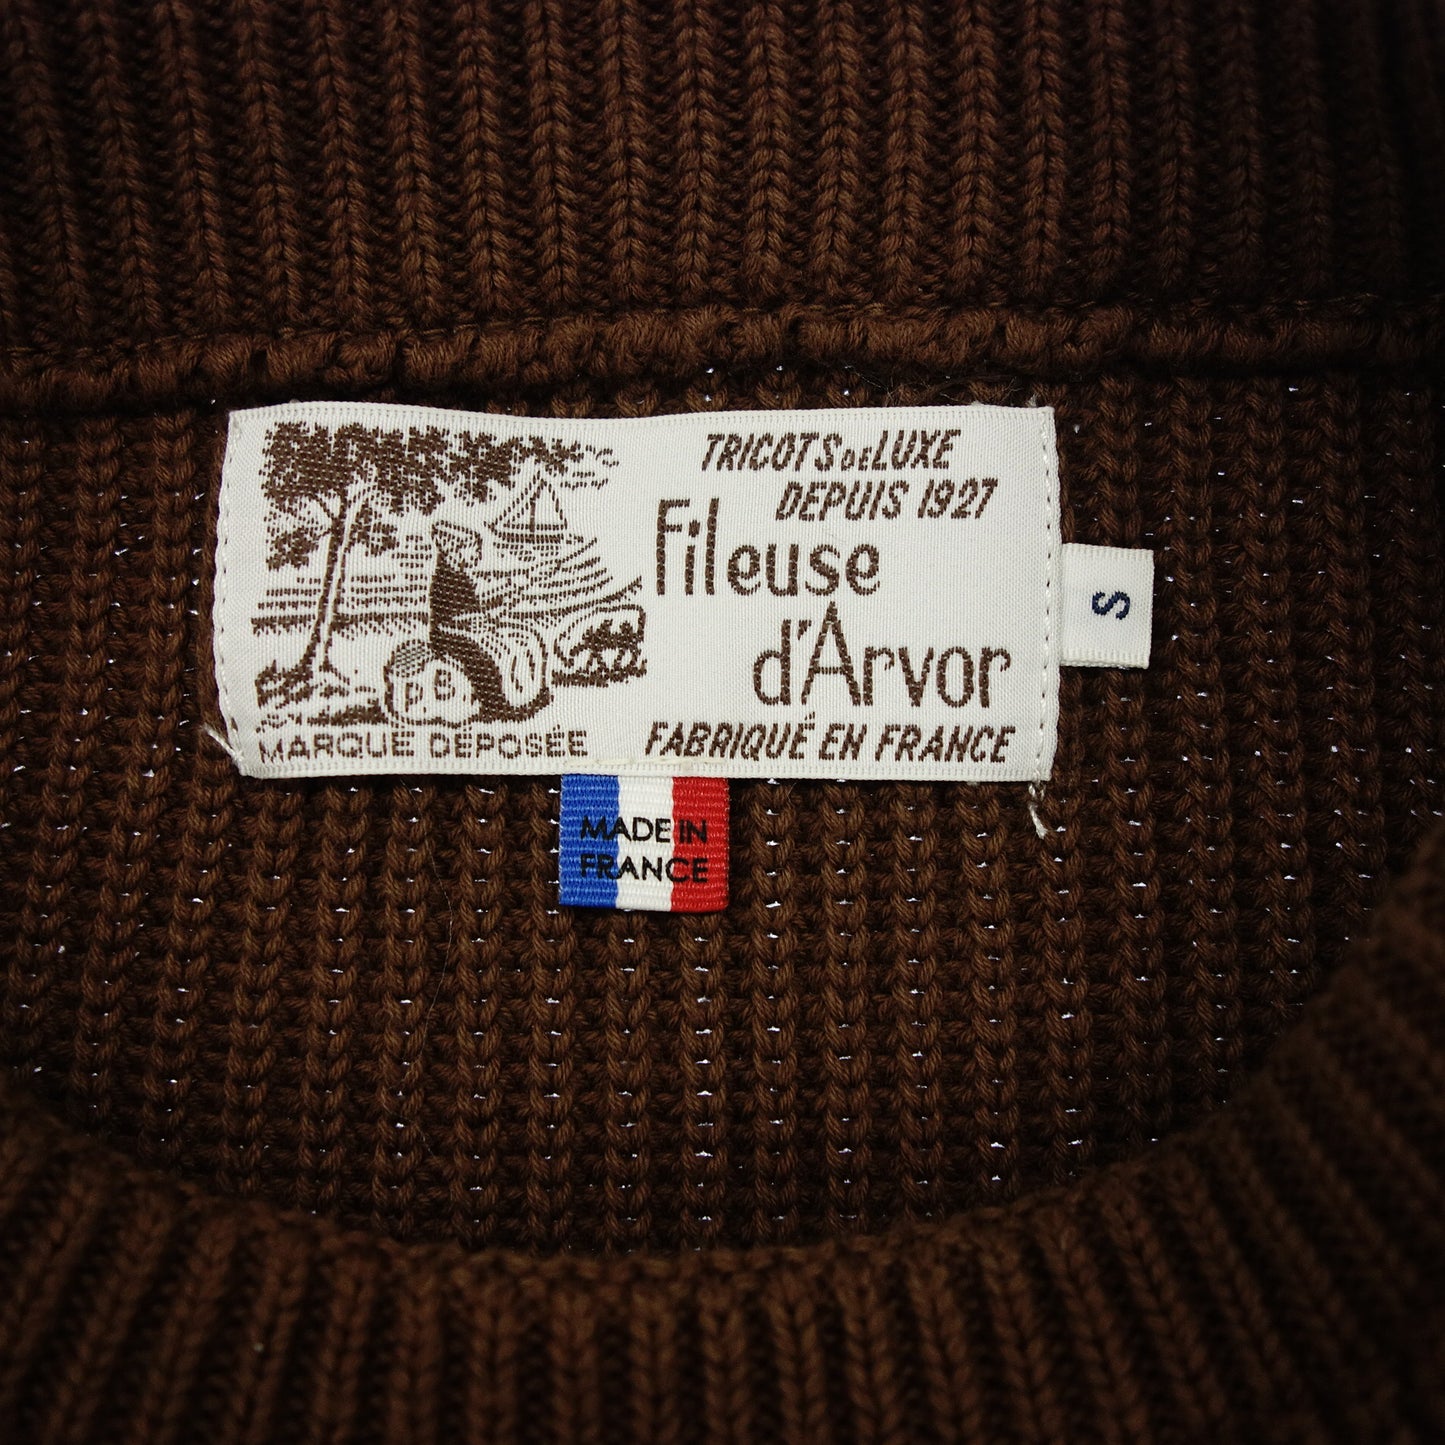 TRICOTS DE LUXE
DEPUIS 1927
Fileuse
d'Arvor
D.B
MARQUE DÉPOSÉE
FABRIQUÉ EN FRANCE
S
MADE IN
FRANCE